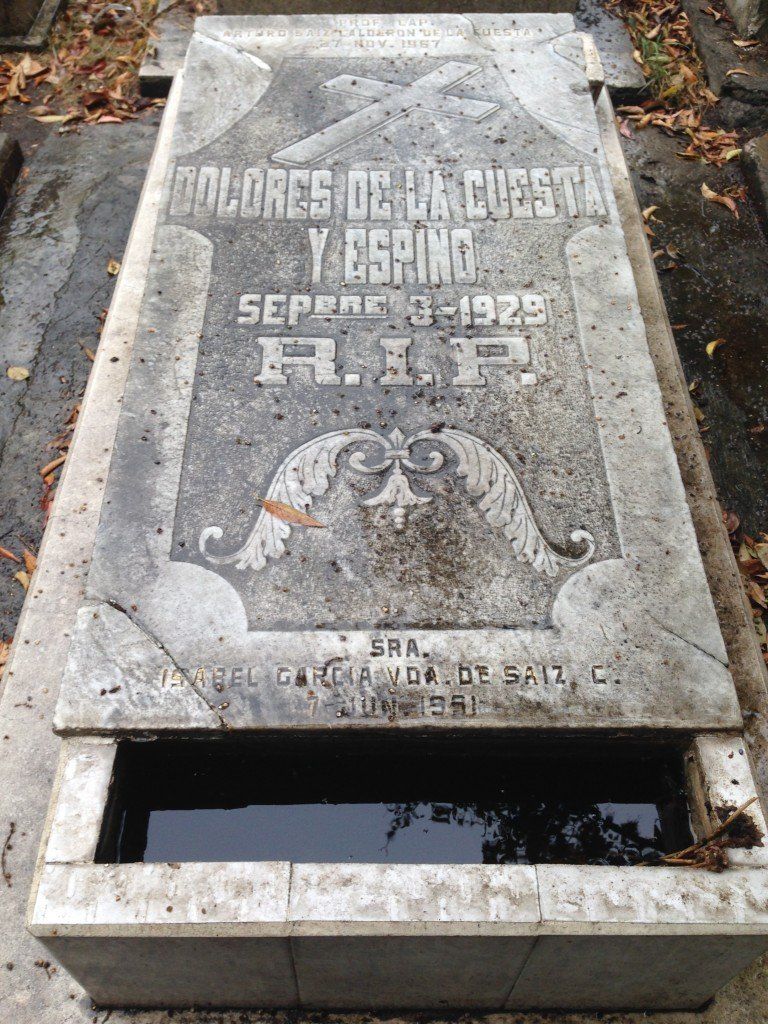 PROF. CAP.
ARTURO SAIZ CALDERON DE LA CUESTA
27 NOV. 1967
DOLORES DE LA CUESTA
Y ESPINO
SEPBRE 3-1929
R.I.P.
SRA.
ISABEL GARCIA VDA. DE SAIZ C.
7-JUN. 1991